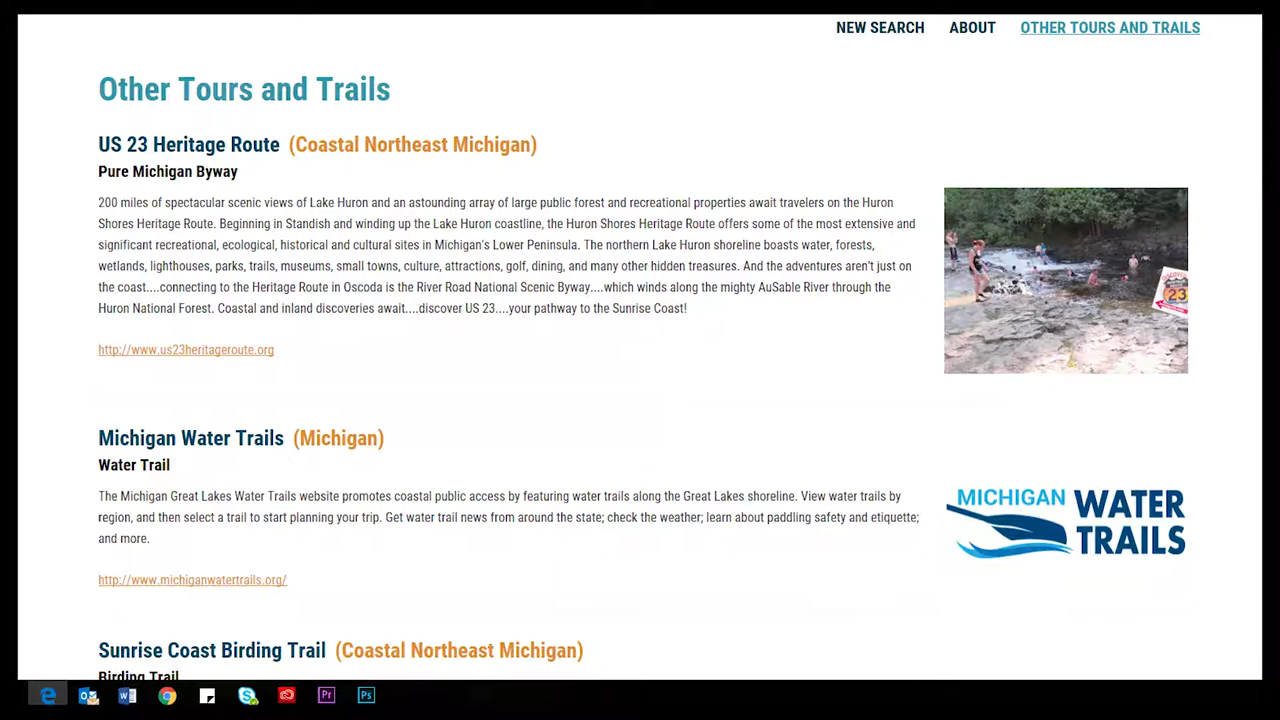 NEW SEARCH ABOUT OTHER TOURS AND TRAILS
Other Tours and Trails
US 23 Heritage Route (Coastal Northeast Michigan)
Pure Michigan Byway
200 miles of spectacular scenic views of Lake Huron and an astounding array of large public forest and recreational properties await travelers on the Huron
Shores Heritage Route. Beginning in Standish and winding up the Lake Huron coastline, the Huron Shores Heritage Route offers some of the most extensive and
significant recreational, ecological, historical and cultural sites in Michigan's Lower Peninsula. The northern Lake Huron shoreline boasts water, forests,
wetlands, lighthouses, parks, trails, museums, small towns, culture, attractions, golf, dining, and many other hidden treasures. And the adventures aren't just on
the coast....connecting to the Heritage Route in Oscoda is the River Road National Scenic Byway....which winds along the mighty AuSable River through the
Huron National Forest. Coastal and inland discoveries await....discover US 23....your pathway to the Sunrise Coast!
http://www.us23heritageroute.org
DISCOVER
23
Michigan Water Trails (Michigan)
Water Trail
The Michigan Great Lakes Water Trails website promotes coastal public access by featuring water trails along the Great Lakes shoreline. View water trails by
region, and then select a trail to start planning your trip. Get water trail news from around the state; check the weather; learn about paddling safety and etiquette;
and more.
http://www.michiganwatertrails.org/
MICHIGAN WATER
TRAILS
Sunrise Coast Birding Trail (Coastal Northeast Michigan)
Birding Trail
Pr
Ps